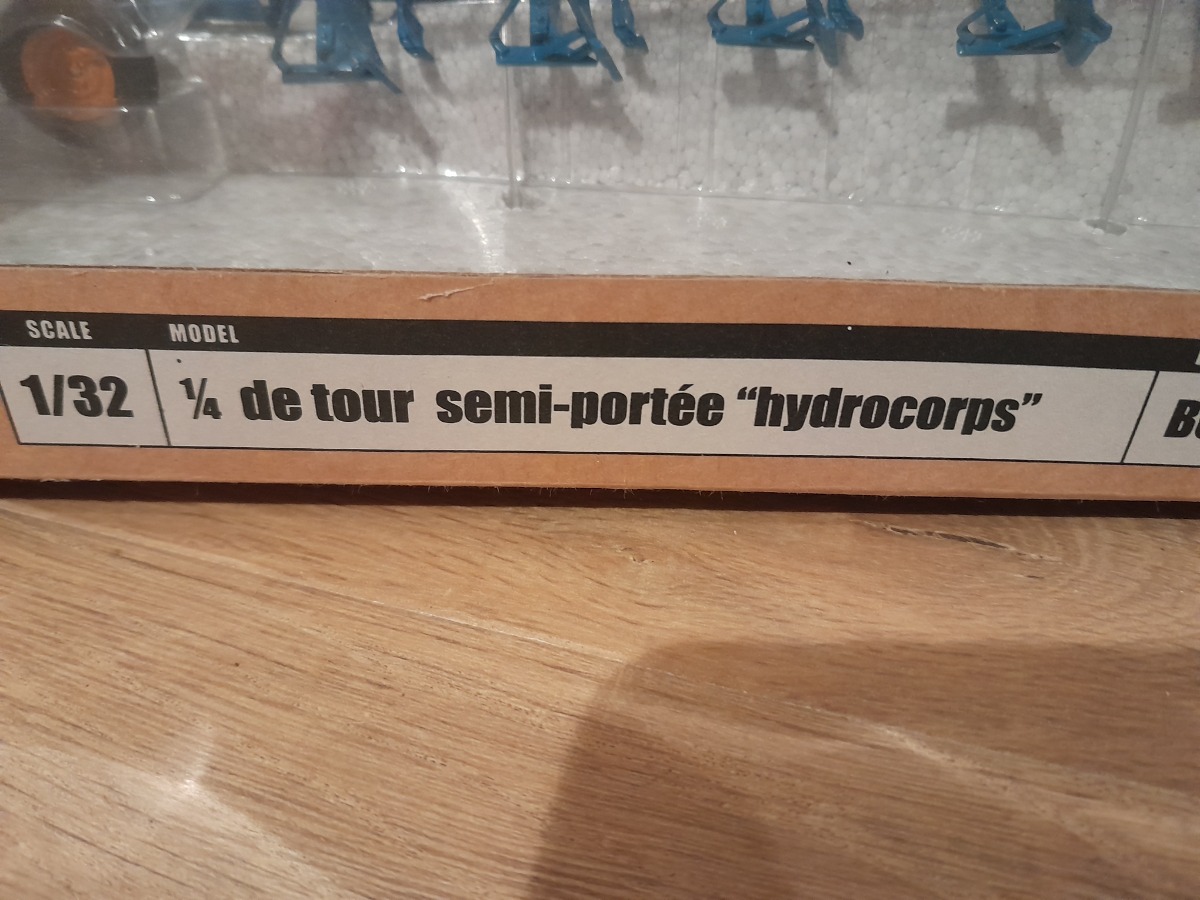 SCALE MODEL
1/32 ¼ de tour semi-portée “hydrocorps”